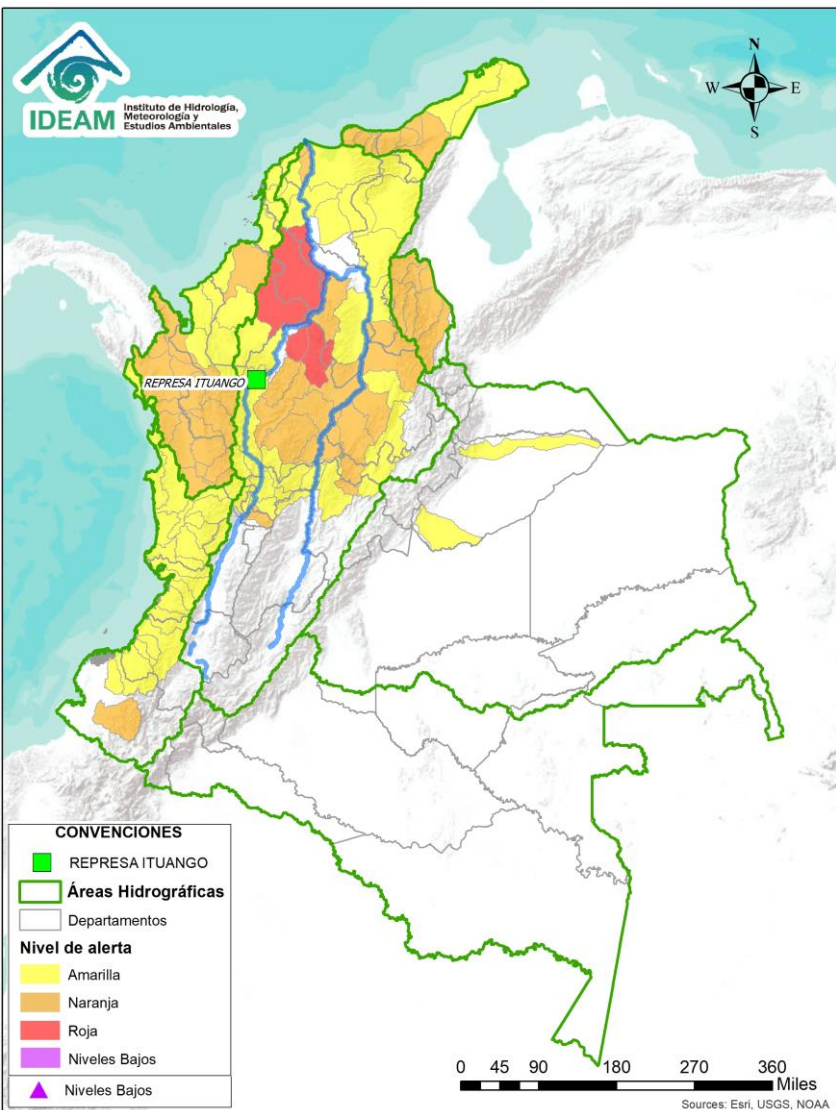 IDEAM
Instituto de Hidrología,
Meteorología y
Estudios Ambientales
N
W
E
S
REPRESA ITUANGO
CONVENCIONES
REPRESA ITUANGO
Áreas Hidrográficas
Departamentos
Nivel de alerta
Amarilla
Naranja
Roja
Niveles Bajos
Niveles Bajos
0 45 90 180 270 360
Miles
Sources: Esri, USGS, NOAA